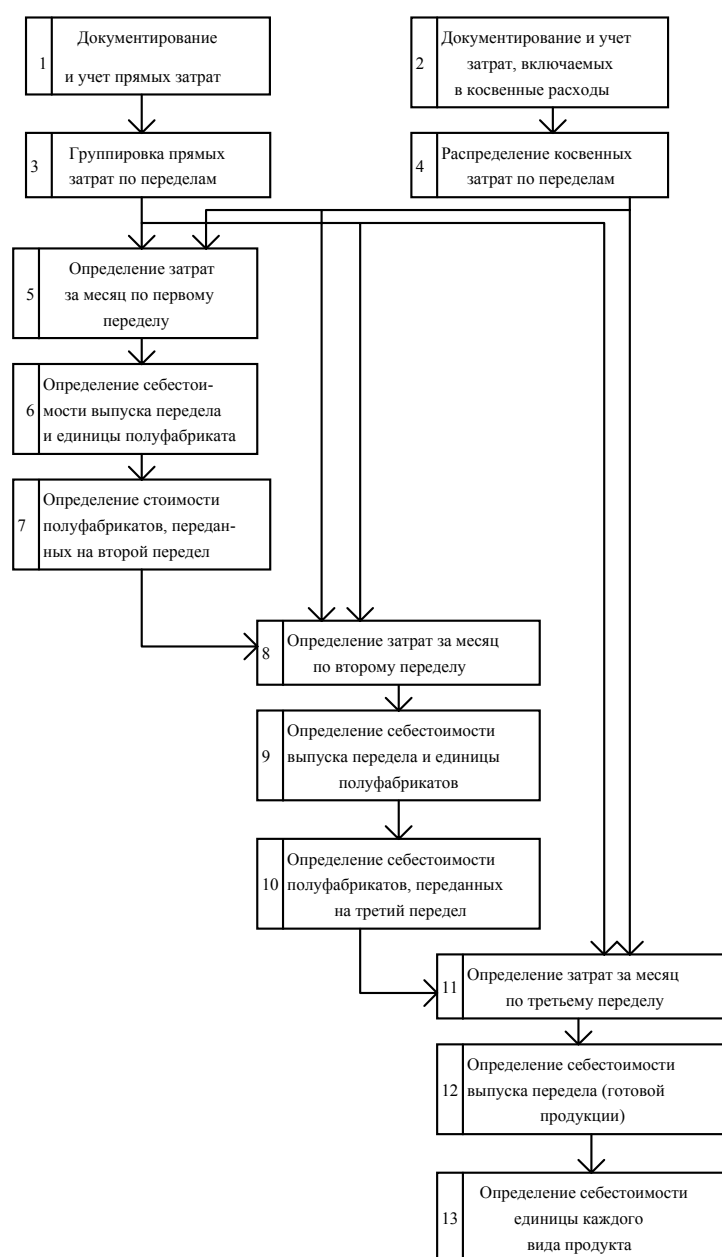 1
Документирование
и учет прямых затрат
2
Документирование и учет
затрат, включаемых
в косвенные расходы
3
Группировка прямых
затрат по переделам
4
Распределение косвенных
затрат по переделам
5
Определение затрат
за месяц по первому
переделу
6
Определение себестои-
мости выпуска передела
и единицы полуфабриката
7
Определение стоимости
полуфабрикатов, передан-
ных на второй передел
8
Определение затрат за месяц
по второму переделу
9
Определение себестоимости
выпуска передела и единицы
полуфабрикатов
10
Определение себестоимости
полуфабрикатов, переданных
на третий передел
11
Определение затрат за месяц
по третьему переделу
12
Определение себестоимости
выпуска передела (готовой
продукции)
13
Определение себестоимости
единицы каждого
вида продукта